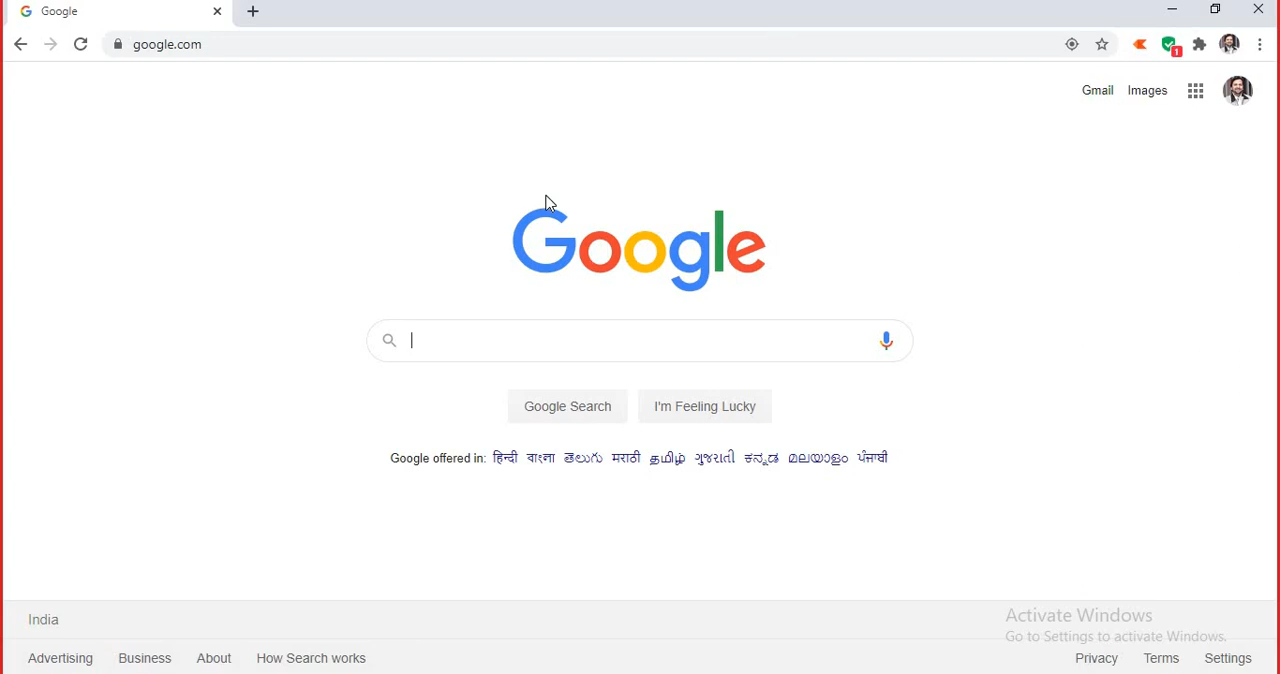 Google
google.com
1
Gmail Images
Google
Google Search I'm Feeling Lucky
Google offered in: हिन्दी বাংলা తెలుగు मराठी தமிழ் ગુજરાતી ಕನ್ನಡ മലയാളം ਪੰਜਾਬੀ
India
Activate Windows
Go to Settings to activate Windows.
Advertising Business About How Search works Privacy Terms Settings